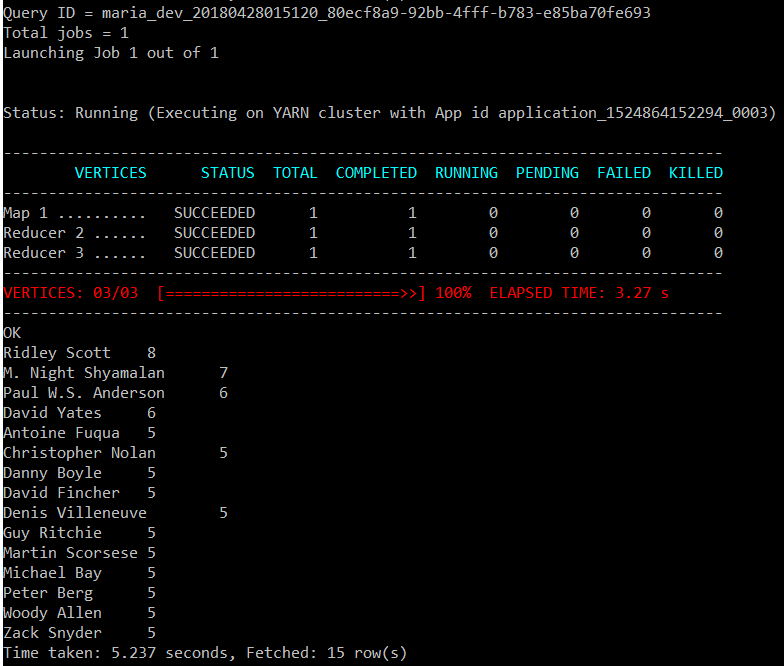 Query ID = maria_dev_20180428015120_80ecf8a9-92bb-4fff-b783-e85ba70fe693
Total jobs = 1
Launching Job 1 out of 1
Status: Running (Executing on YARN cluster with App id application_1524864152294_0003)
--------------------------------------------------------------------------------
        VERTICES      STATUS  TOTAL  COMPLETED  RUNNING  PENDING  FAILED  KILLED
--------------------------------------------------------------------------------
Map 1 ..........   SUCCEEDED      1          1        0        0       0       0
Reducer 2 ......   SUCCEEDED      1          1        0        0       0       0
Reducer 3 ......   SUCCEEDED      1          1        0        0       0       0
--------------------------------------------------------------------------------
VERTICES: 03/03  [==========================>>] 100%  ELAPSED TIME: 3.27 s
--------------------------------------------------------------------------------
OK
Ridley Scott    8
M. Night Shyamalan      7
Paul W.S. Anderson      6
David Yates     6
Antoine Fuqua   5
Christopher Nolan       5
Danny Boyle     5
David Fincher   5
Denis Villeneuve        5
Guy Ritchie     5
Martin Scorsese 5
Michael Bay     5
Peter Berg      5
Woody Allen     5
Zack Snyder     5
Time taken: 5.237 seconds, Fetched: 15 row(s)